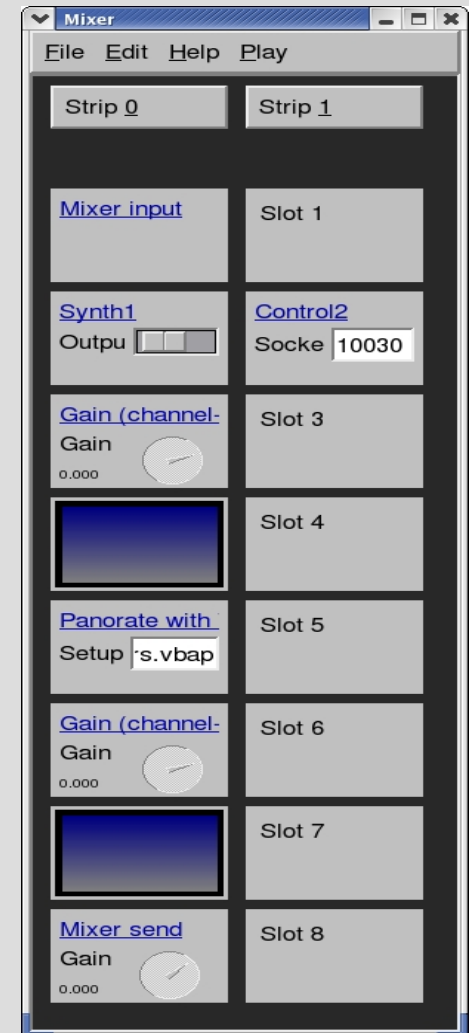 Mixer
File Edit Help Play
Strip 0
Strip 1
Mixer input
Slot 1
Synth1
Outpu
Control2
Socke 10030
Gain (channel-
Gain
0.000
Slot 3
Slot 4
Panorate with
Setup rs.vbap
Slot 5
Gain (channel-
Gain
0.000
Slot 6
Slot 7
Mixer send
Gain
0.000
Slot 8